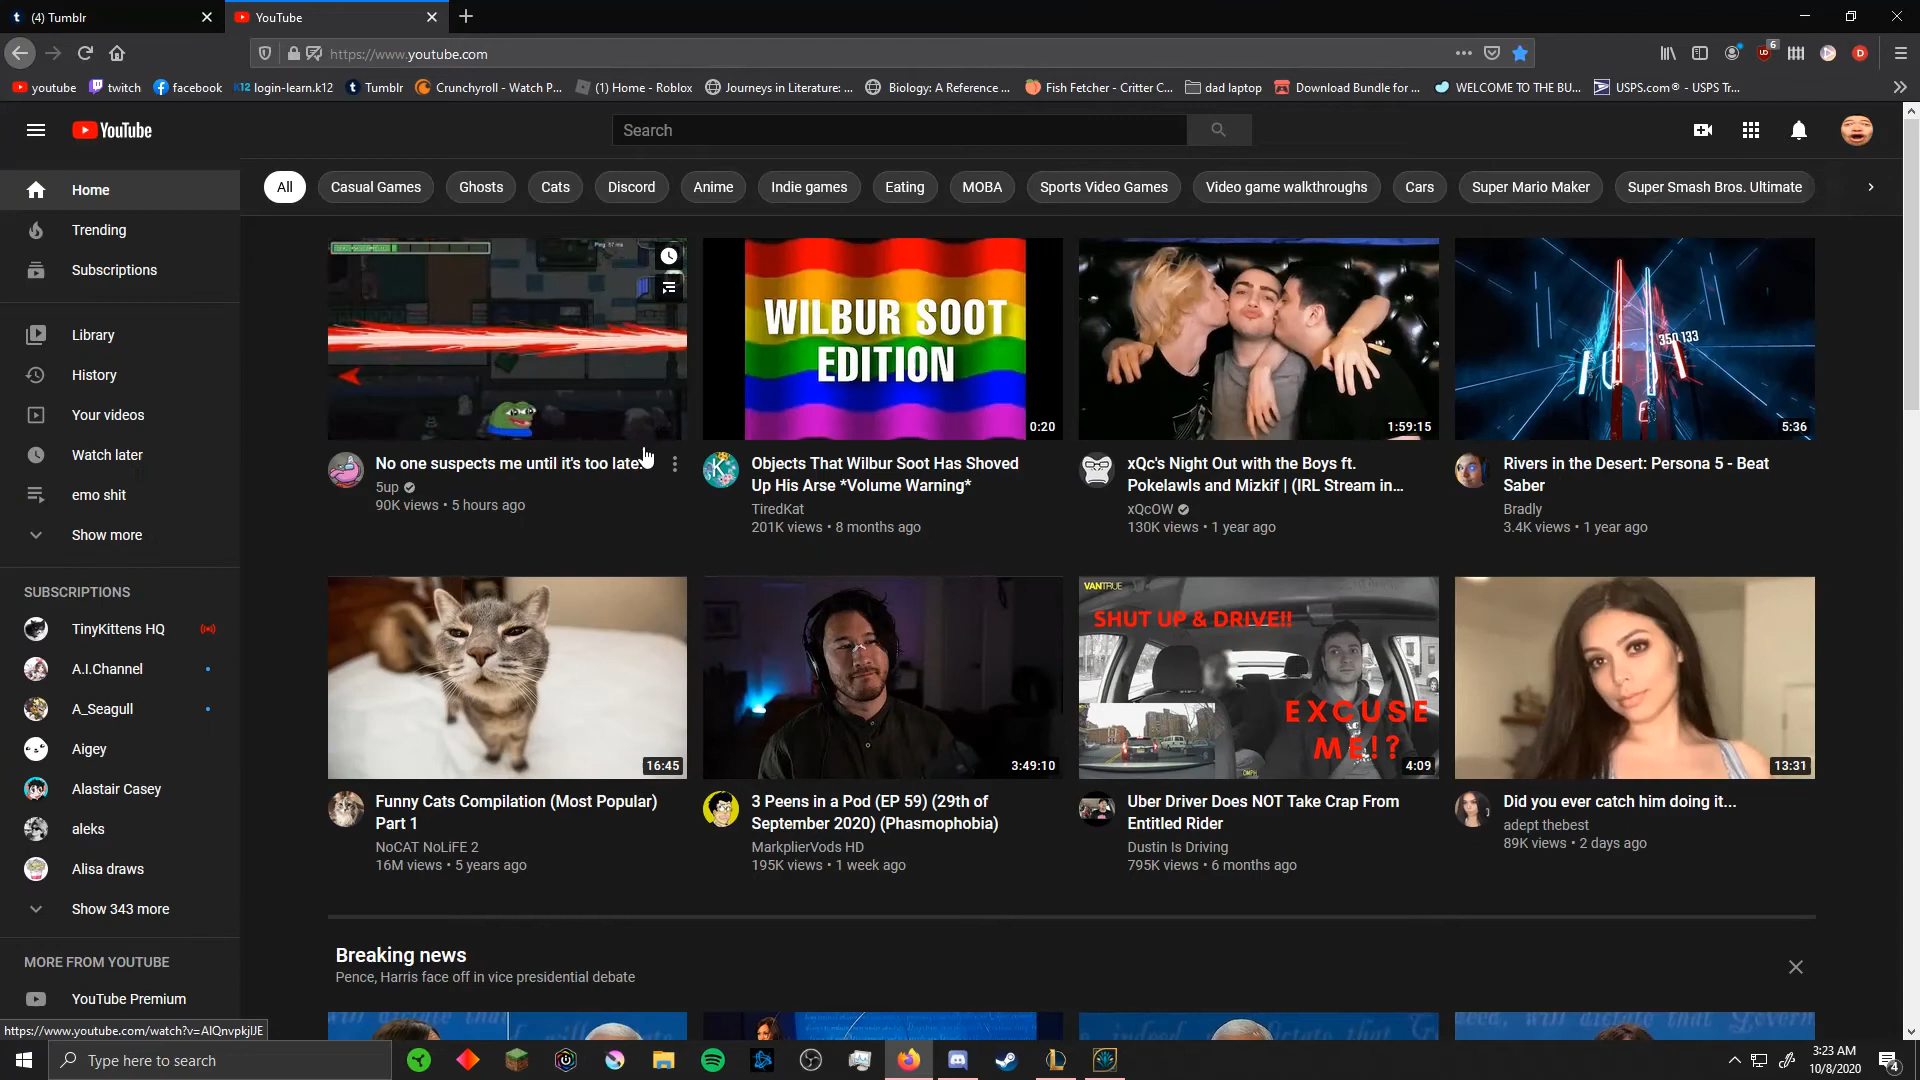 (4) Tumblr
YouTube
https://www.youtube.com
6
youtube
twitch
facebook
K12 login-learn.k12
Tumblr
Crunchyroll - Watch P...
(1) Home - Roblox
Journeys in Literature: ...
Biology: A Reference ...
Fish Fetcher - Critter C...
dad laptop
Download Bundle for ...
WELCOME TO THE BU...
USPS.com® - USPS Tr...
YouTube
Search
Home
Trending
Subscriptions
Library
History
Your videos
Watch later
emo shit
Show more
SUBSCRIPTIONS
TinyKittens HQ
A.I.Channel
A_Seagull
Aigey
Alastair Casey
aleks
Alisa draws
Show 343 more
MORE FROM YOUTUBE
YouTube Premium
https://www.youtube.com/watch?v=AIQnvpkjlJE
All
Casual Games
Ghosts
Cats
Discord
Anime
Indie games
Eating
MOBA
Sports Video Games
Video game walkthroughs
Cars
Super Mario Maker
Super Smash Bros. Ultimate
No one suspects me until it's too late
5up
90K views • 5 hours ago
WILBUR SOOT
EDITION
0:20
Objects That Wilbur Soot Has Shoved
Up His Arse *Volume Warning*
TiredKat
201K views • 8 months ago
1:59:15
xQc's Night Out with the Boys ft.
Pokelawls and Mizkif | (IRL Stream in...
xQcOW
130K views • 1 year ago
350,133
5:36
Rivers in the Desert: Persona 5 - Beat
Saber
Bradly
3.4K views • 1 year ago
16:45
Funny Cats Compilation (Most Popular)
Part 1
NoCAT NoLiFE 2
16M views • 5 years ago
3:49:10
3 Peens in a Pod (EP 59) (29th of
September 2020) (Phasmophobia)
MarkplierVods HD
195K views • 1 week ago
VANTRUE
SHUT UP & DRIVE!!
EXCUSE
ME!?
4:09
Uber Driver Does NOT Take Crap From
Entitled Rider
Dustin Is Driving
795K views • 6 months ago
13:31
Did you ever catch him doing it...
adept thebest
89K views • 2 days ago
Breaking news
Pence, Harris face off in vice presidential debate
Type here to search
3:23 AM
10/8/2020
4